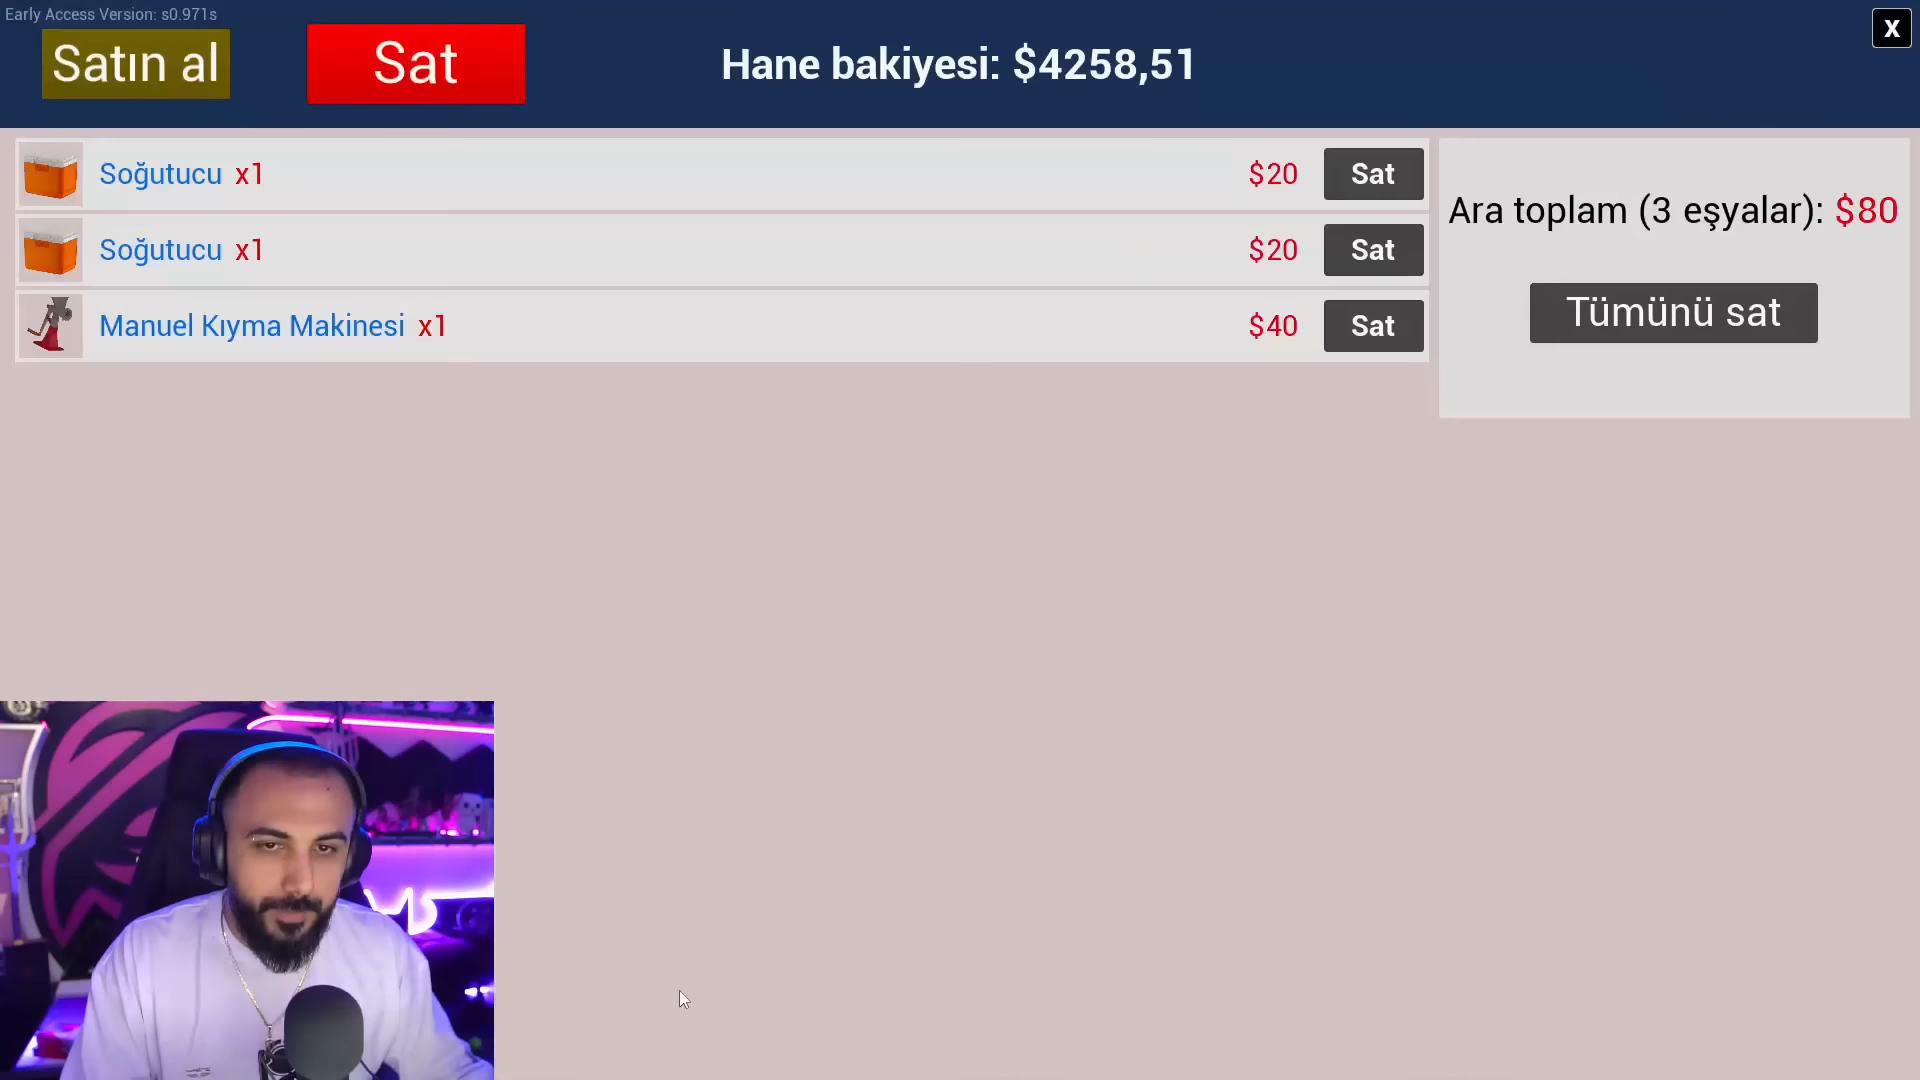 Early Access Version: s0.971s
Satın al
Sat
Hane bakiyesi: $4258,51
X
Soğutucu x1
$20
Sat
Soğutucu x1
$20
Sat
Manuel Kıyma Makinesi x1
$40
Sat
Ara toplam (3 eşyalar): $80
Tümünü sat